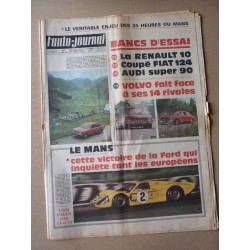 • LE VERITABLE ENJEU DES 24 HEURES DU MANS
l'auto-journal
BANCS D'ESSAI
La RENAULT 10
Coupé FIAT 124
AUDI super 90
VOLVO fait face
à ses 14 rivales
LE MANS
"cette victoire de la Ford qui
inquiète tant les européens
2